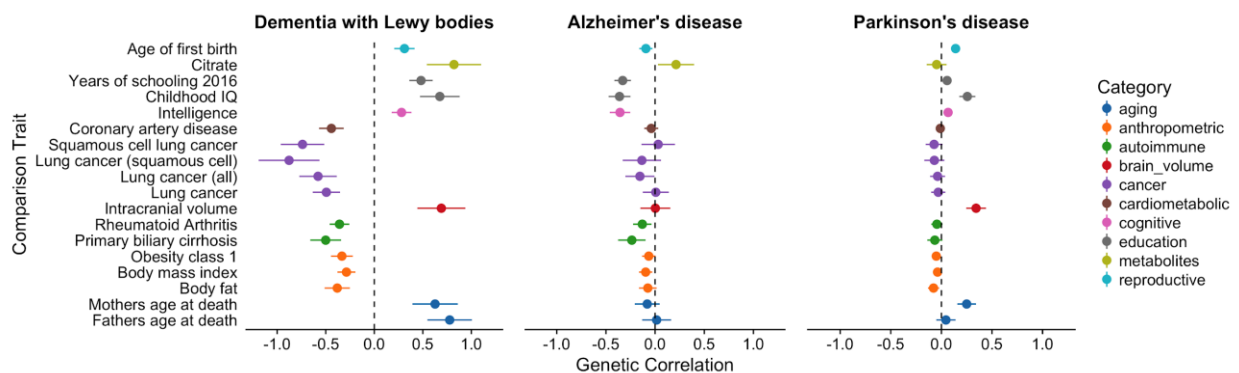 Dementia with Lewy bodies
Alzheimer's disease
Parkinson's disease
Comparison Trait
Age of first birth
Citrate
Years of schooling 2016
Childhood IQ
Intelligence
Coronary artery disease
Squamous cell lung cancer
Lung cancer (squamous cell)
Lung cancer (all)
Lung cancer
Intracranial volume
Rheumatoid Arthritis
Primary biliary cirrhosis
Obesity class 1
Body mass index
Body fat
Mothers age at death
Fathers age at death
-1.0 -0.5 0.0 0.5 1.0
-1.0 -0.5 0.0 0.5 1.0
-1.0 -0.5 0.0 0.5 1.0
Genetic Correlation
Category
aging
anthropometric
autoimmune
brain_volume
cancer
cardiometabolic
cognitive
education
metabolites
reproductive